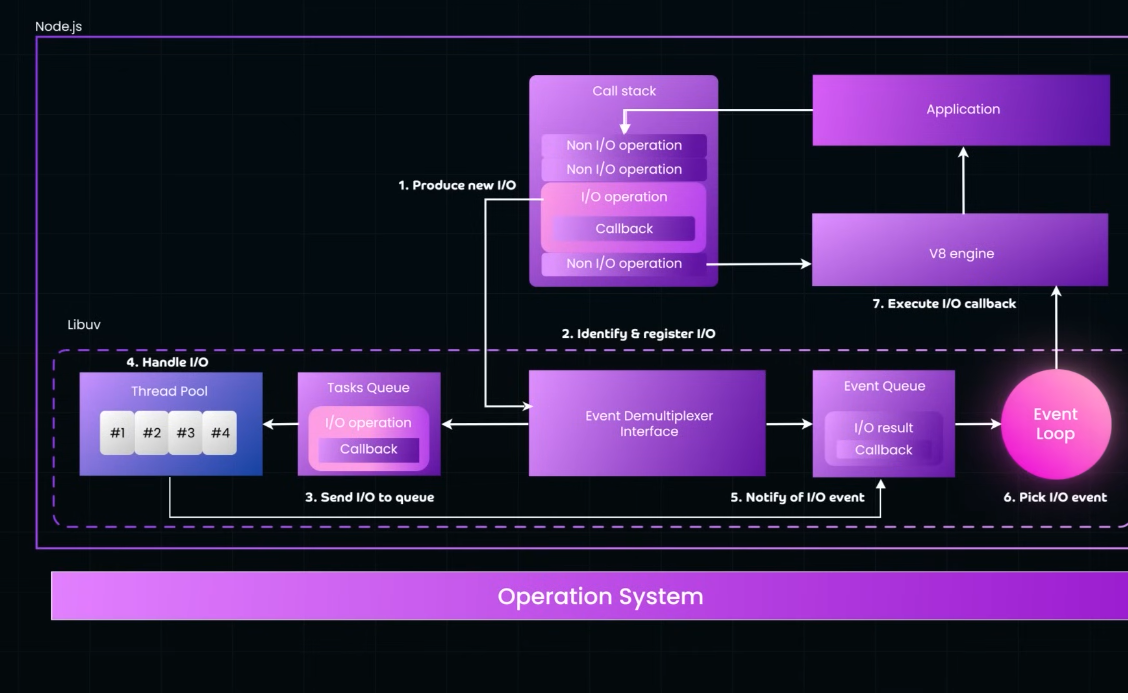 Node.js
Call stack
Non I/O operation
Non I/O operation
I/O operation
Callback
Non I/O operation
Application
V8 engine
1. Produce new I/O
7. Execute I/O callback
Libuv
2. Identify & register I/O
4. Handle I/O
Thread Pool
#1 #2 #3 #4
Tasks Queue
I/O operation
Callback
Event Demultiplexer
Interface
Event Queue
I/O result
Callback
Event
Loop
3. Send I/O to queue
5. Notify of I/O event
6. Pick I/O event
Operation System